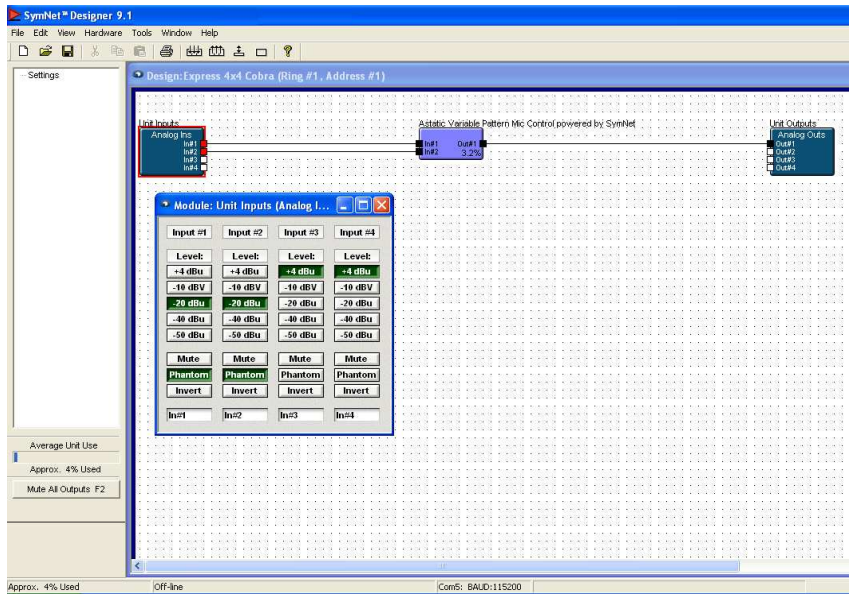 SymNet™ Designer 9.1
File Edit View Hardware Tools Window Help
Settings
Design: Express 4x4 Cobra (Ring #1, Address #1)
Unit Inputs
Analog Ins
In#1
In#2
In#3
In#4
Astatic Variable Pattern Mic Control powered by SymNet
In#1 Out#1
In#2 3.2%
Unit Outputs
Analog Outs
Out#1
Out#2
Out#3
Out#4
Module: Unit Inputs (Analog I...
Input #1 Input #2 Input #3 Input #4
Level: Level: Level: Level:
+4 dBu +4 dBu +4 dBu +4 dBu
-10 dBV -10 dBV -10 dBV -10 dBV
-20 dBu -20 dBu -20 dBu -20 dBu
-40 dBu -40 dBu -40 dBu -40 dBu
-50 dBu -50 dBu -50 dBu -50 dBu
Mute Mute Mute Mute
Phantom Phantom Phantom Phantom
Invert Invert Invert Invert
In#1 In#2 In#3 In#4
Average Unit Use
Approx. 4% Used
Mute All Outputs F2
Approx. 4% Used Off-line Com5: BAUD:115200